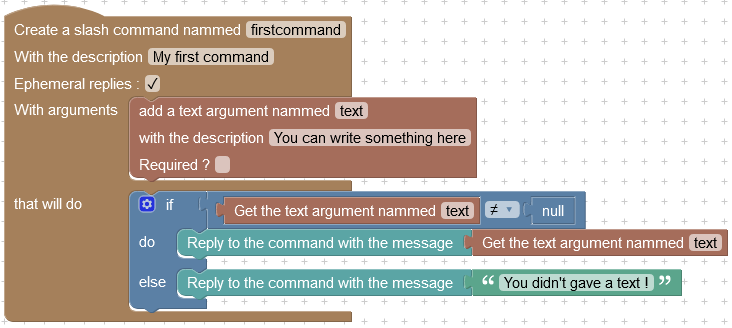 Create a slash command nammed firstcommand
With the description My first command
Ephemeral replies : ✓
With arguments add a text argument nammed text
with the description You can write something here
Required ?
that will do if Get the text argument nammed text ≠ null
do Reply to the command with the message Get the text argument nammed text
else Reply to the command with the message “ You didn't gave a text ! ”